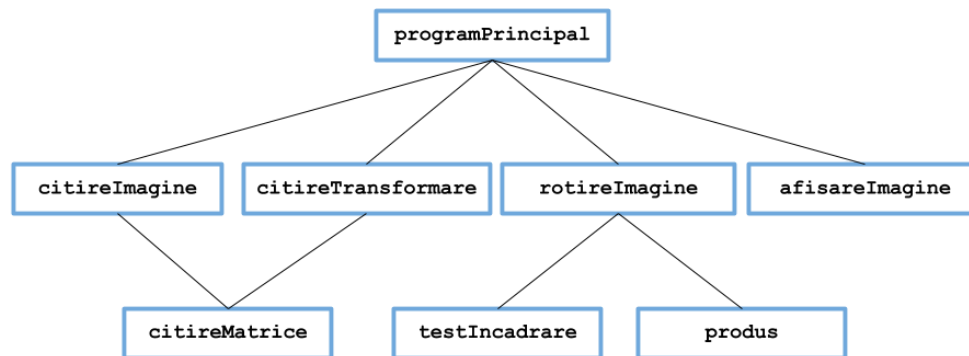 programPrincipal
citireImagine
citireTransformare
rotireImagine
afisareImagine
citireMatrice
testIncadrare
produs